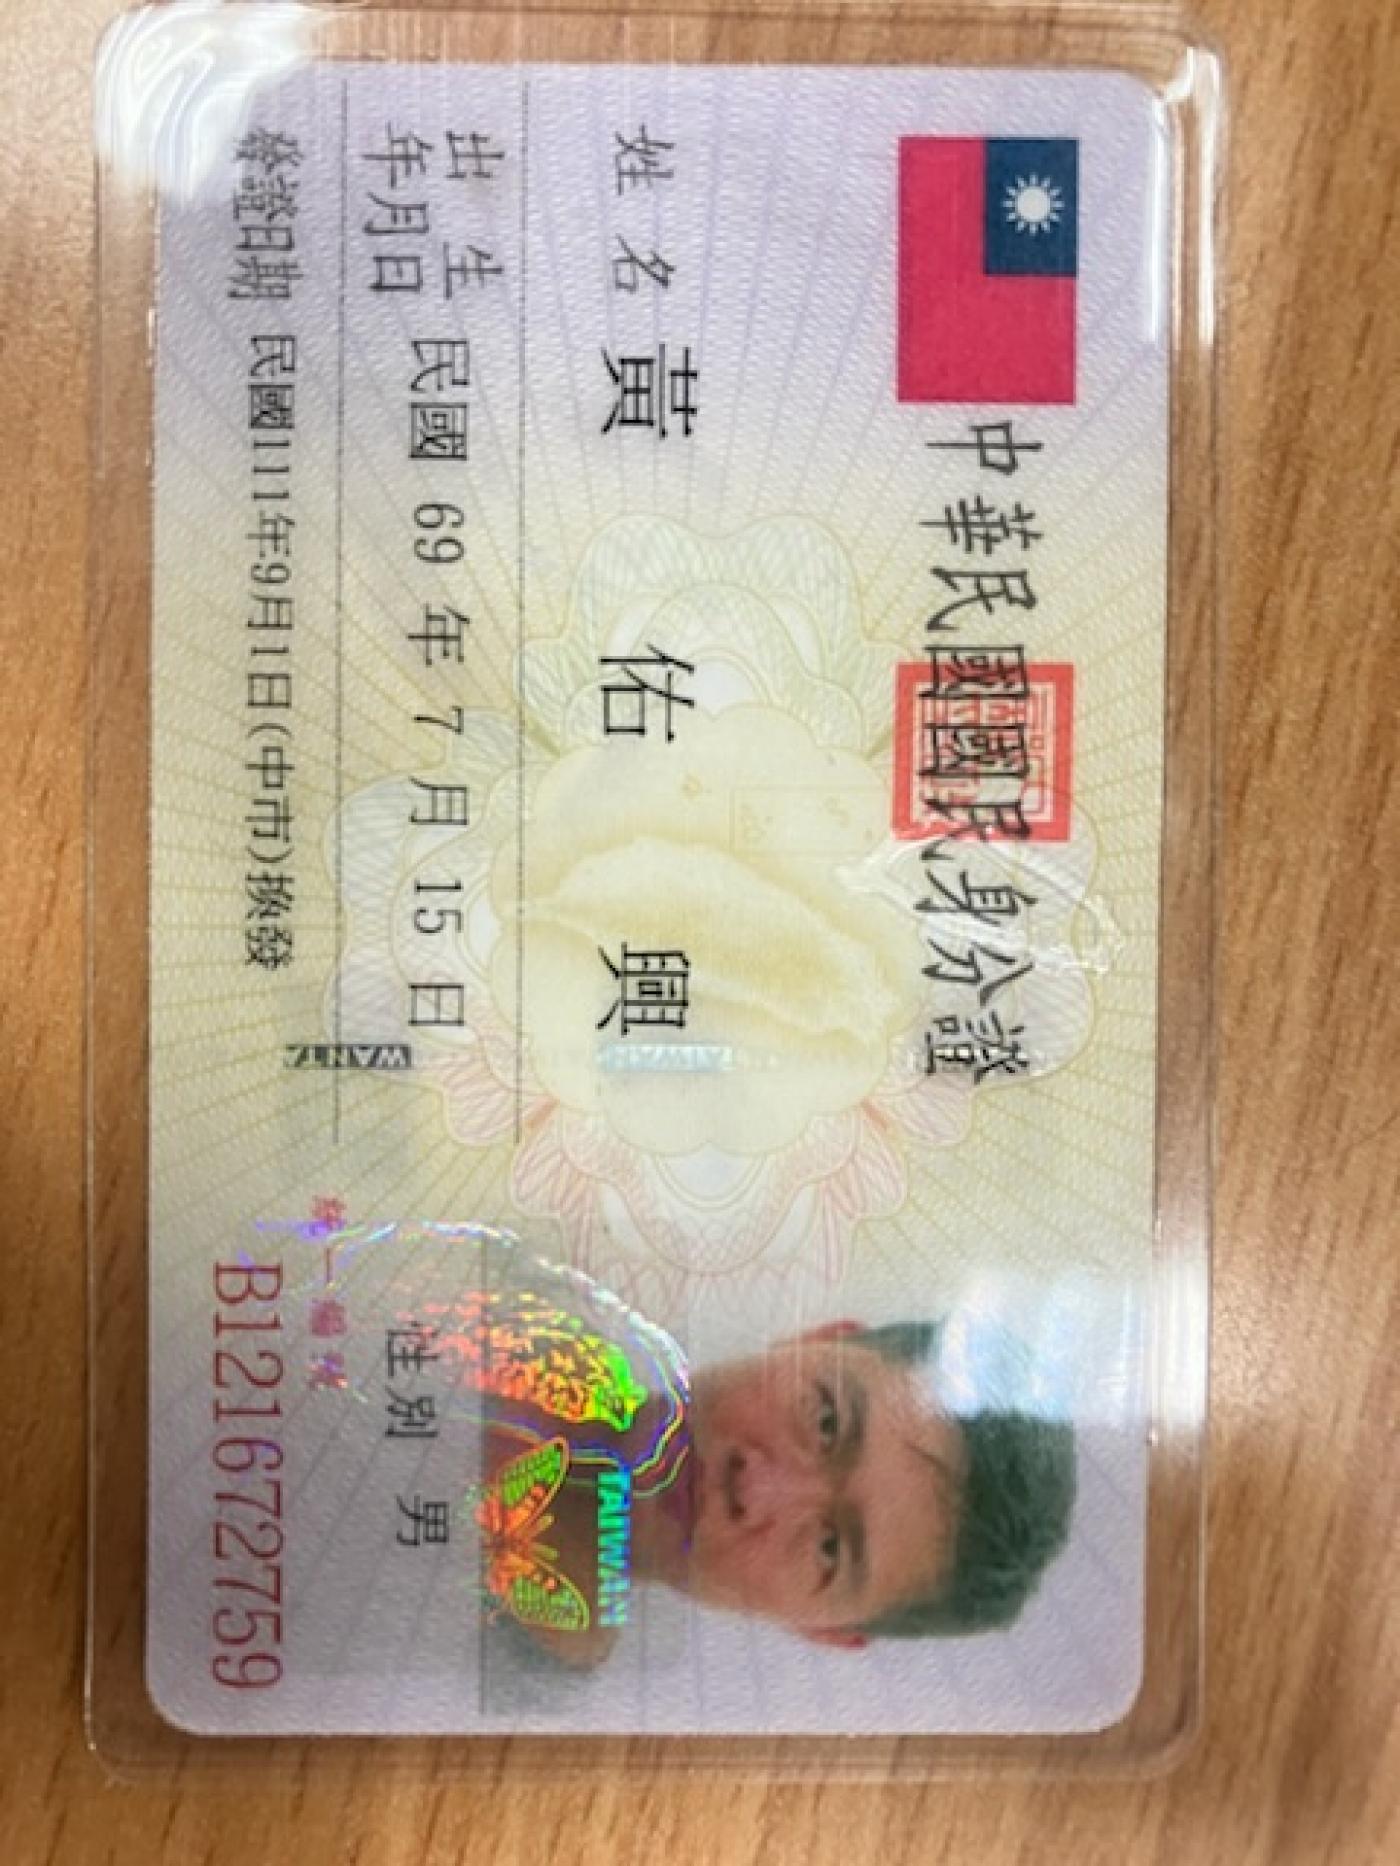 中華民國國民身分證
姓名 黃佑興
出生年月日 民國 69 年 7 月 15 日
性別 男
發證日期 民國111年9月1日(中市)換發
統一編號
B121672759
TAIWAN